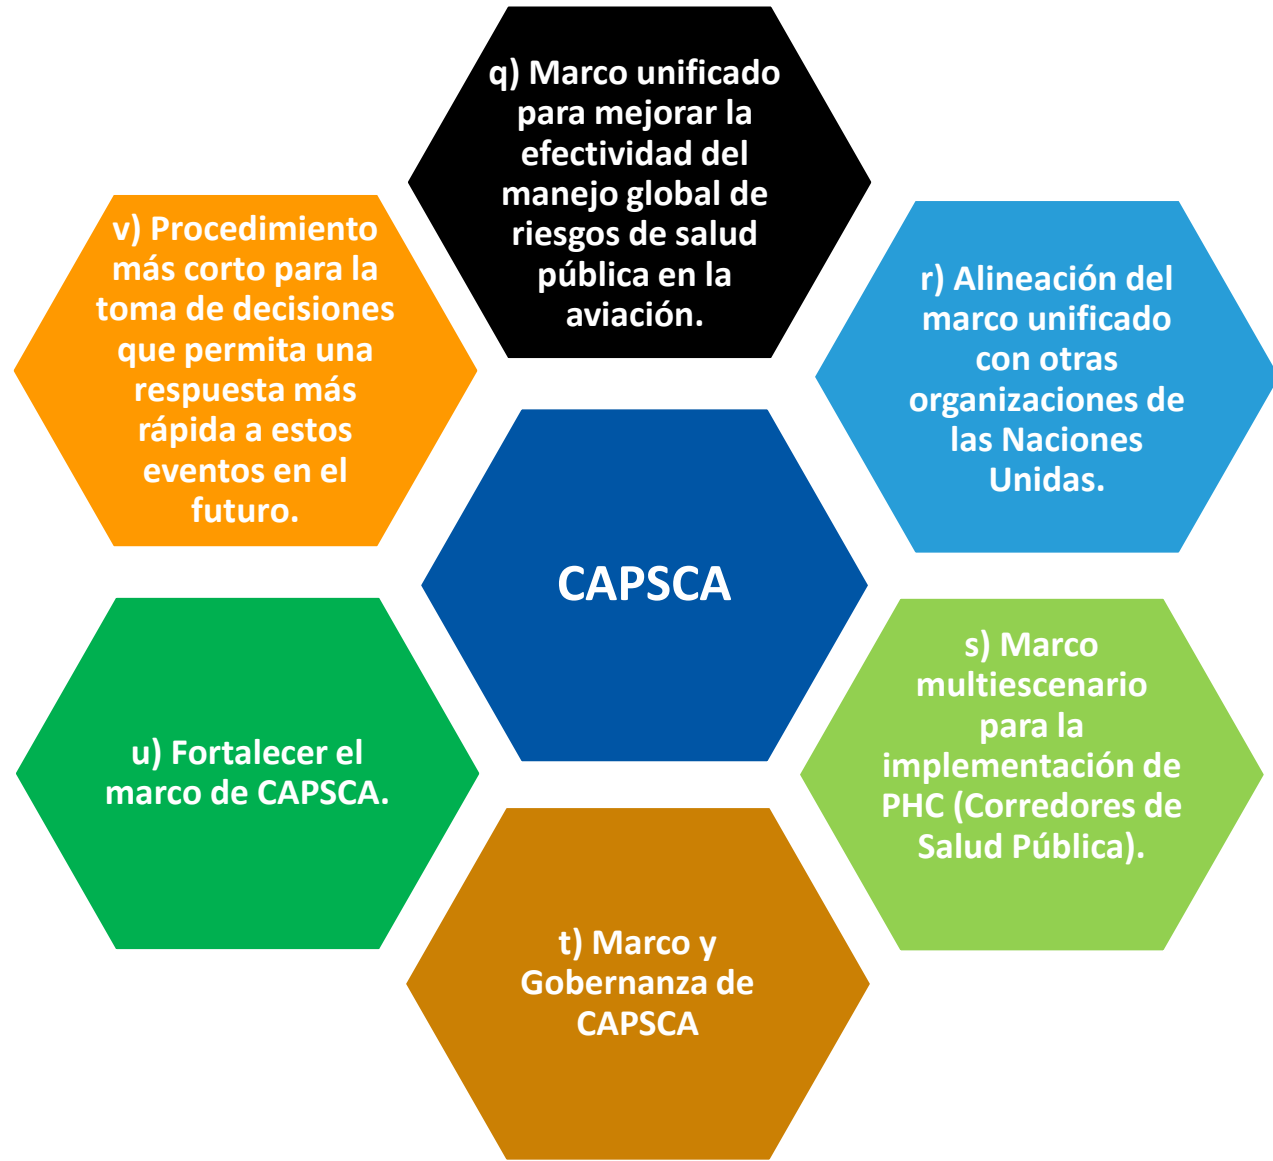 q) Marco unificado
para mejorar la
efectividad del
manejo global de
riesgos de salud
pública en la
aviación.
r) Alineación del
marco unificado
con otras
organizaciones de
las Naciones
Unidas.
s) Marco
multiescenario
para la
implementación de
PHC (Corredores de
Salud Pública).
t) Marco y
Gobernanza de
CAPSCA
u) Fortalecer el
marco de CAPSCA.
v) Procedimiento
más corto para la
toma de decisiones
que permita una
respuesta más
rápida a estos
eventos en el
futuro.
CAPSCA